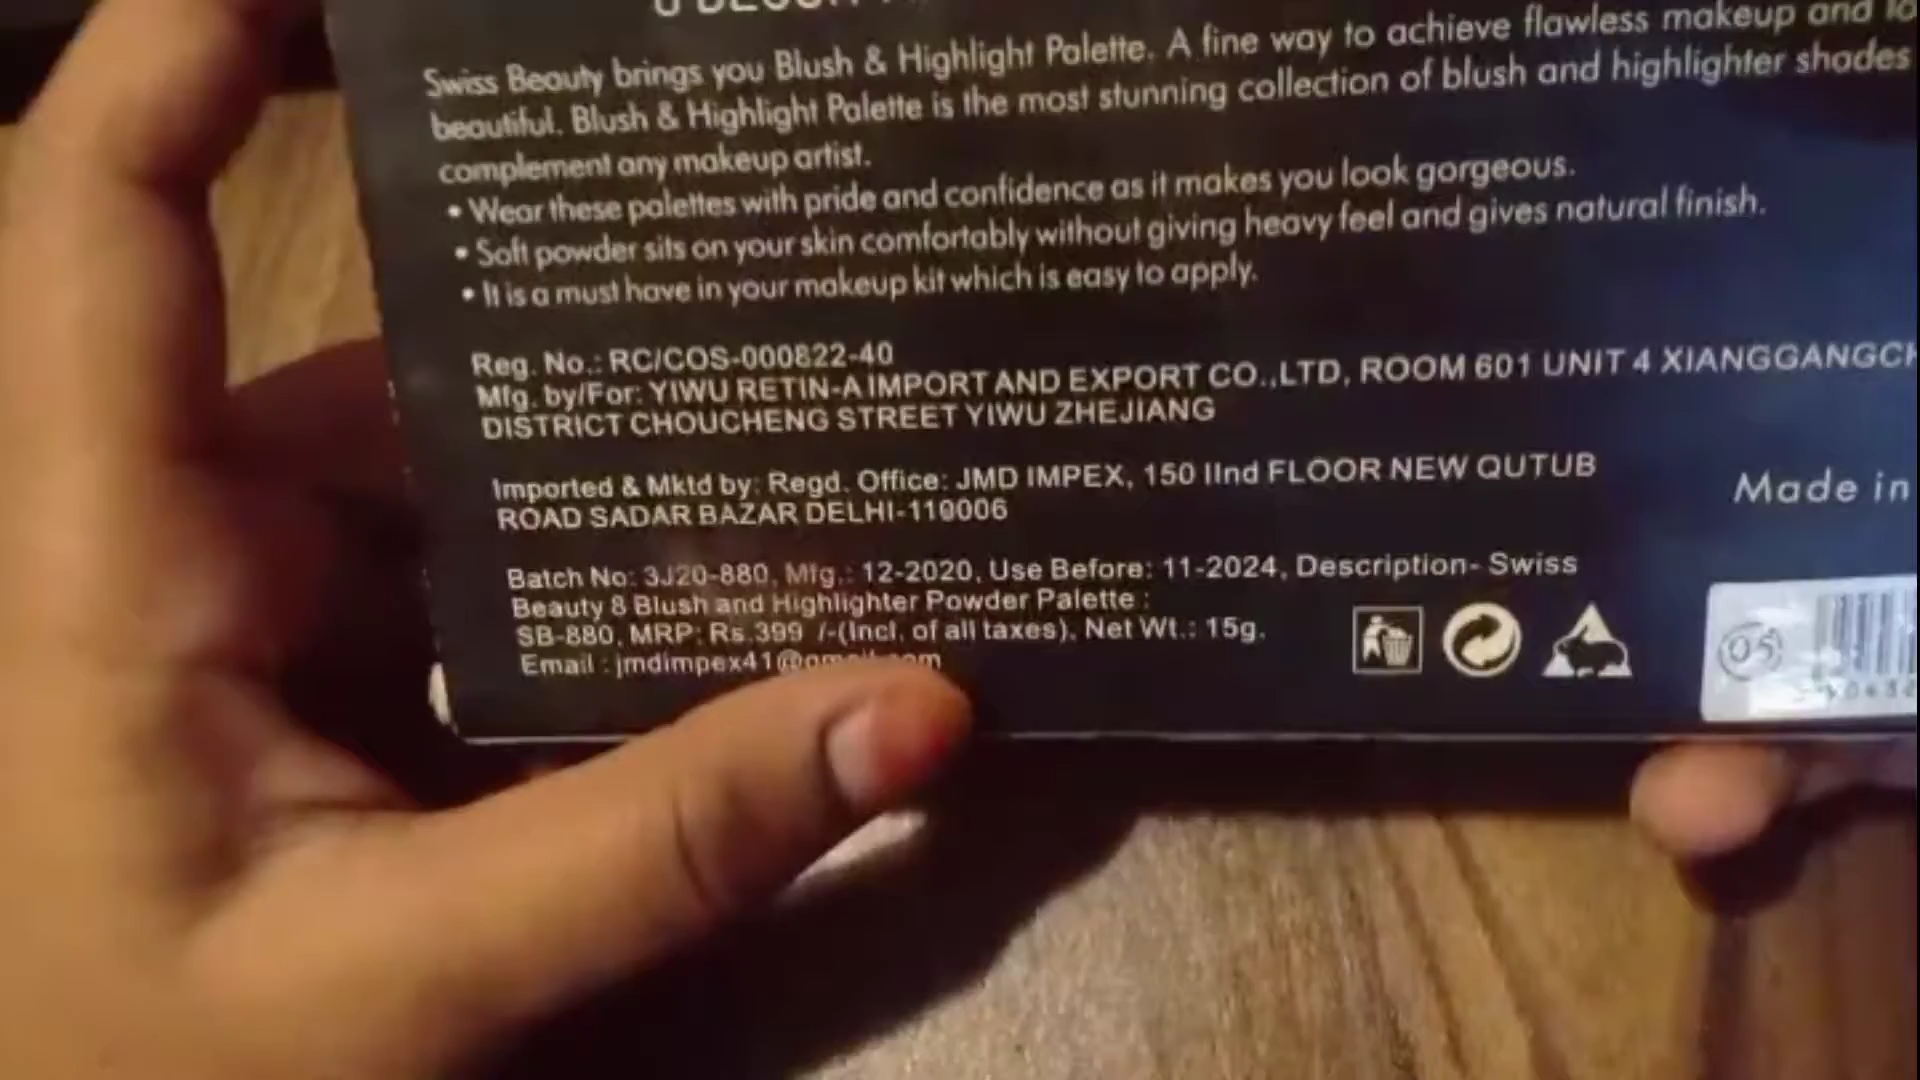 8 BLUSH
Swiss Beauty brings you Blush & Highlight Palette. A fine way to achieve flawless makeup and
beautiful. Blush & Highlight Palette is the most stunning collection of blush and highlighter shades
complement any makeup artist.
• Wear these palettes with pride and confidence as it makes you look gorgeous.
• Soft powder sits on your skin comfortably without giving heavy feel and gives natural finish.
• It is a must have in your makeup kit which is easy to apply.
Reg. No.: RC/COS-000822-40
Mfg. by/For: YIWU RETIN-A IMPORT AND EXPORT CO.,LTD, ROOM 601 UNIT 4 XIANGGANGCH
DISTRICT CHOUCHENG STREET YIWU ZHEJIANG
Imported & Mktd by: Regd. Office: JMD IMPEX, 150 IInd FLOOR NEW QUTUB
ROAD SADAR BAZAR DELHI-110006
Made in
Batch No: 3J20-880, Mfg.: 12-2020, Use Before: 11-2024, Description- Swiss
Beauty 8 Blush and Highlighter Powder Palette :
SB-880, MRP: Rs.399 /-(Incl. of all taxes), Net Wt.: 15g.
Email : jmdimpex41@gmail.com
05